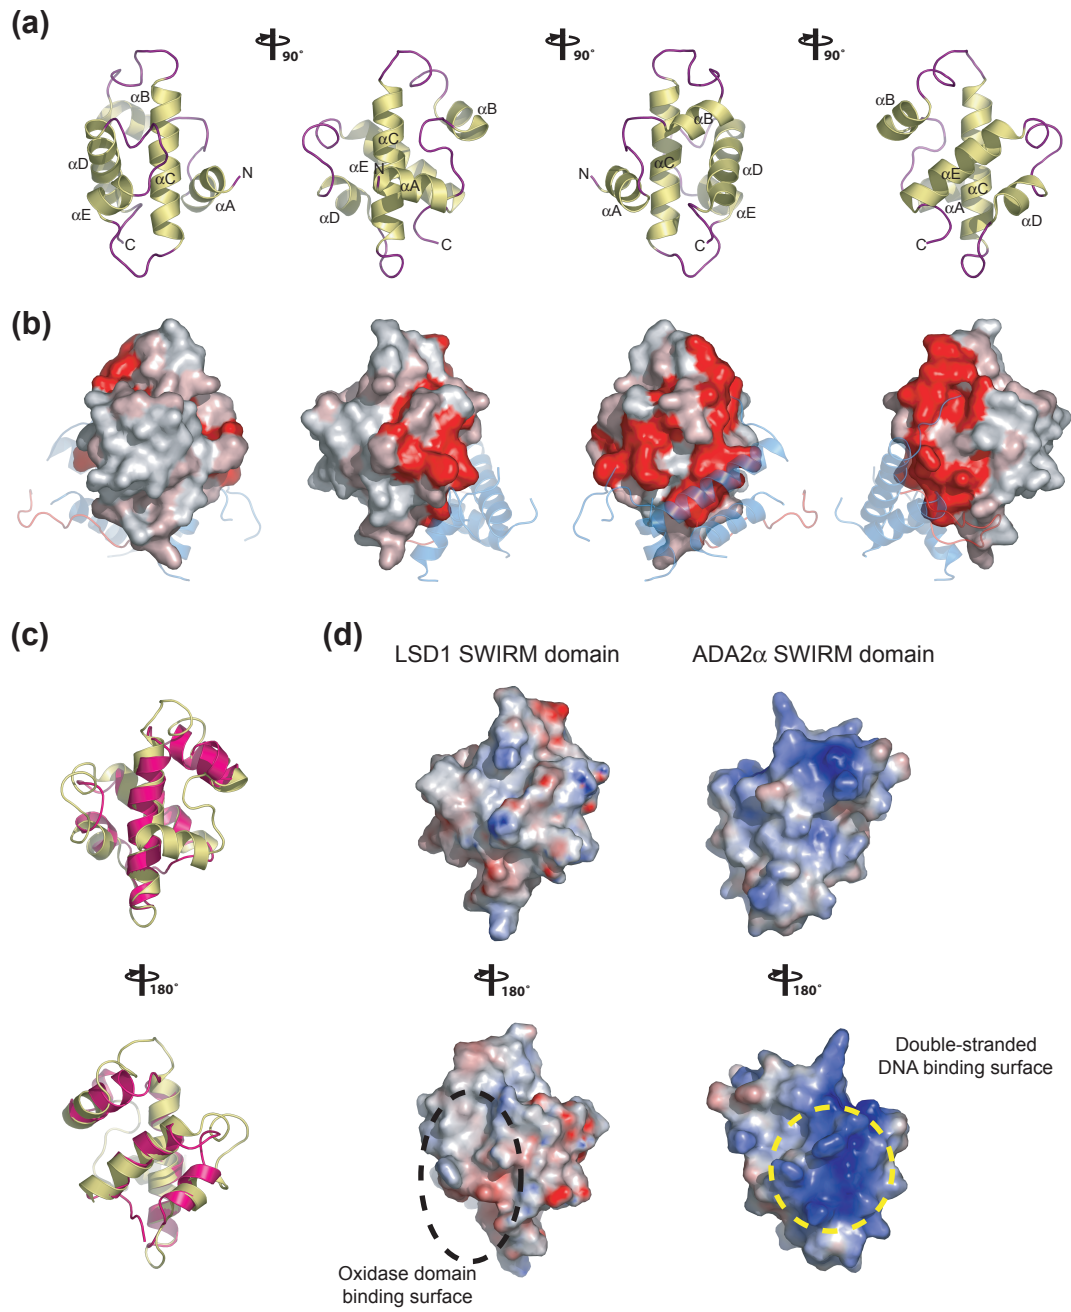 (a)
90°
90°
90°
αB
αD
αC
N
αE
αA
C
αB
αC
αE
N
αA
αD
C
αB
N
αC
αD
αA
αE
C
αB
αE
αC
αA
αD
C
(b)
(c)
(d)
LSD1 SWIRM domain
ADA2α SWIRM domain
180°
180°
180°
Double-stranded
DNA binding surface
Oxidase domain
binding surface